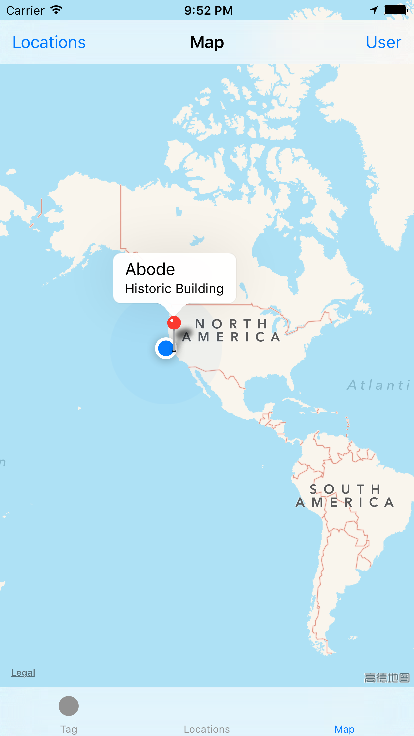 Carrier 9:52 PM
Locations Map User
Abode
Historic Building
NORTH
AMERICA
Atlanti
n
SOUTH
AMERICA
Legal
高德地图
Tag Locations Map